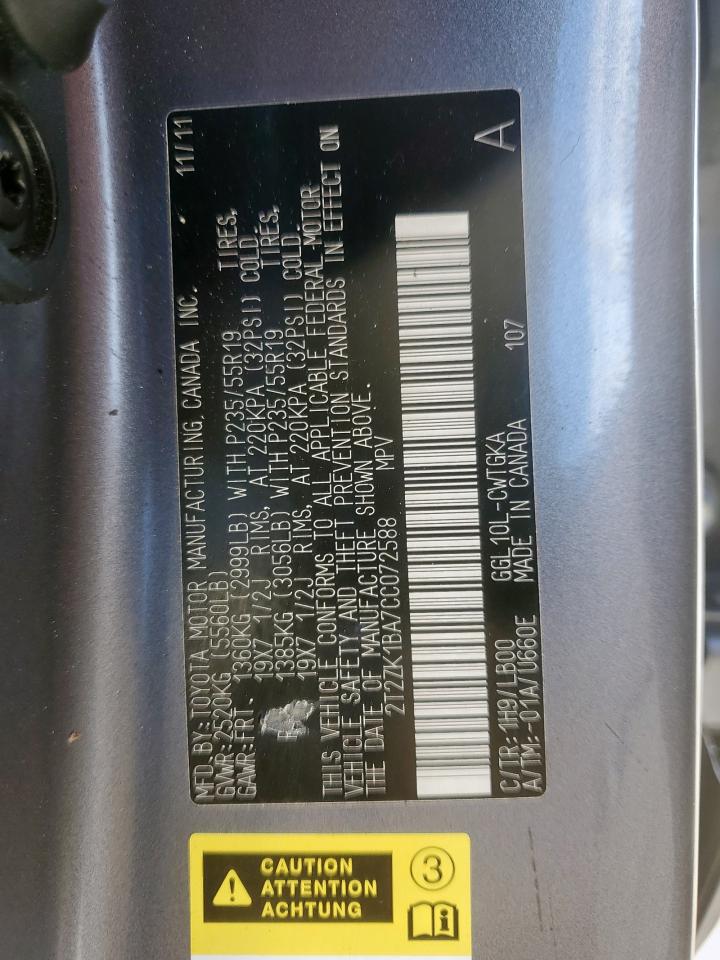 MFD. BY: TOYOTA MOTOR MANUFACTURING, CANADA INC. 11/11
GVWR: 2520KG (5560LB)
GAWR: FRT. 1360KG (2999LB) WITH P235/55R19 TIRES,
19X7 1/2J RIMS, AT 220KPA (32PSI) COLD.
1385KG (3056LB) WITH P235/55R19 TIRES,
19X7 1/2J RIMS, AT 220KPA (32PSI) COLD.
THIS VEHICLE CONFORMS TO ALL APPLICABLE FEDERAL MOTOR
VEHICLE SAFETY AND THEFT PREVENTION STANDARDS IN EFFECT ON
THE DATE OF MANUFACTURE SHOWN ABOVE.
2T2ZK1BA7CC072588 MPV
C/TR: 1H9/LB00 GGL10L-CWTGKA 107 A
A/TM: -01A/U660E MADE IN CANADA
CAUTION
ATTENTION
ACHTUNG
3